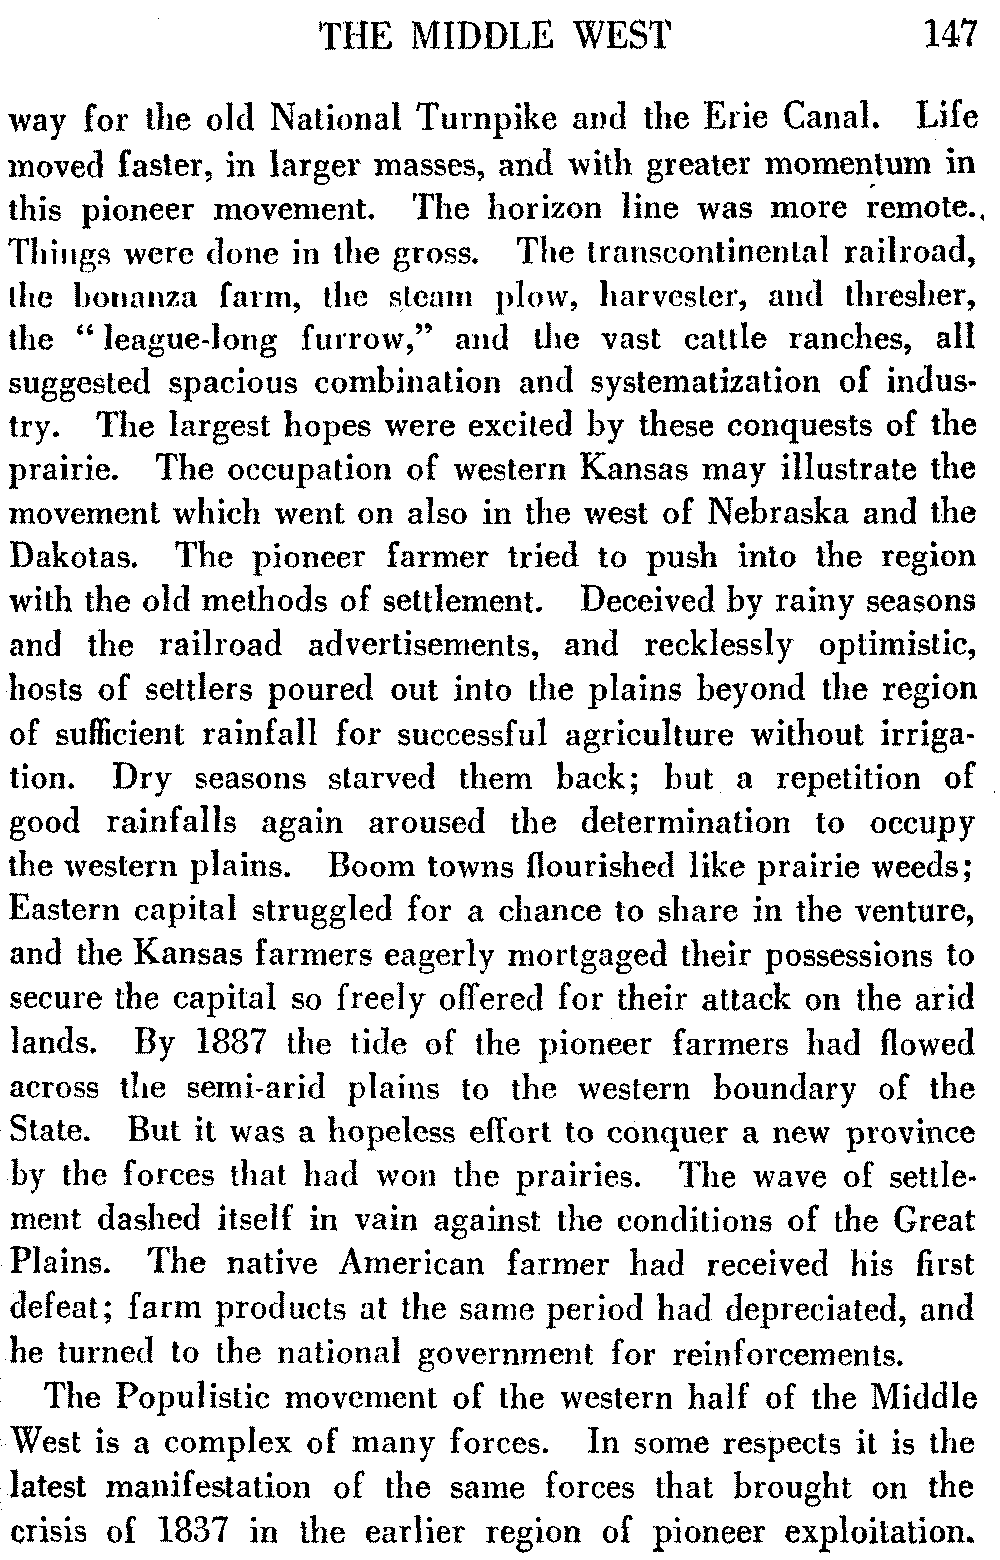 THE MIDDLE WEST 147
way for the old National Turnpike and the Erie Canal. Life
moved faster, in larger masses, and with greater momentum in
this pioneer movement. The horizon line was more remote.
Things were done in the gross. The transcontinental railroad,
the bonanza farm, the steam plow, harvester, and thresher,
the " league-long furrow," and the vast cattle ranches, all
suggested spacious combination and systematization of indus-
try. The largest hopes were excited by these conquests of the
prairie. The occupation of western Kansas may illustrate the
movement which went on also in the west of Nebraska and the
Dakotas. The pioneer farmer tried to push into the region
with the old methods of settlement. Deceived by rainy seasons
and the railroad advertisements, and recklessly optimistic,
hosts of settlers poured out into the plains beyond the region
of sufficient rainfall for successful agriculture without irriga-
tion. Dry seasons starved them back; but a repetition of
good rainfalls again aroused the determination to occupy
the western plains. Boom towns flourished like prairie weeds;
Eastern capital struggled for a chance to share in the venture,
and the Kansas farmers eagerly mortgaged their possessions to
secure the capital so freely offered for their attack on the arid
lands. By 1887 the tide of the pioneer farmers had flowed
across the semi-arid plains to the western boundary of the
State. But it was a hopeless effort to conquer a new province
by the forces that had won the prairies. The wave of settle-
ment dashed itself in vain against the conditions of the Great
Plains. The native American farmer had received his first
defeat; farm products at the same period had depreciated, and
he turned to the national government for reinforcements.
The Populistic movement of the western half of the Middle
West is a complex of many forces. In some respects it is the
latest manifestation of the same forces that brought on the
crisis of 1837 in the earlier region of pioneer exploitation.